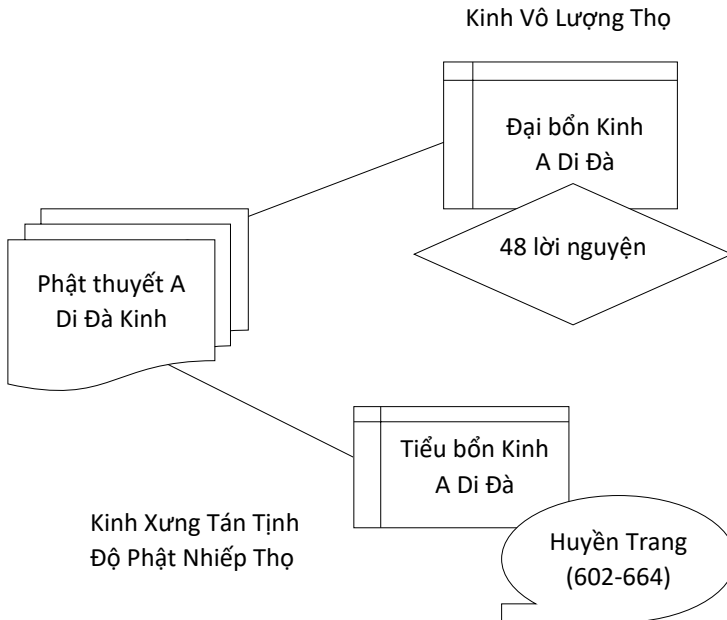 Kinh Vô Lượng Thọ
Đại bổn Kinh
A Di Đà
48 lời nguyện
Phật thuyết A
Di Đà Kinh
Tiểu bổn Kinh
A Di Đà
Kinh Xưng Tán Tịnh
Độ Phật Nhiếp Thọ
Huyền Trang
(602-664)